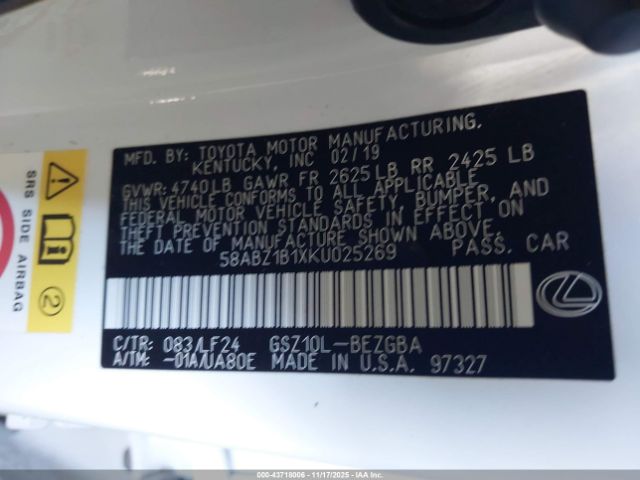 MFD. BY: TOYOTA MOTOR MANUFACTURING,
KENTUCKY, INC 02/19
GVWR: 4740LB GAWR FR 2625LB RR 2425 LB
THIS VEHICLE CONFORMS TO ALL APPLICABLE
FEDERAL MOTOR VEHICLE SAFETY, BUMPER, AND
THEFT PREVENTION STANDARDS IN EFFECT ON
THE DATE OF MANUFACTURE SHOWN ABOVE.
58ABZ1B1XKU025269 PASS. CAR
C/TR: 083/LF24 GSZ10L-BEZGBA
A/TM: -01A/UA80E MADE IN U.S.A. 97327
SRS SIDE AIRBAG
2
000-43718006 | 11/17/2025 | IAAI.COM